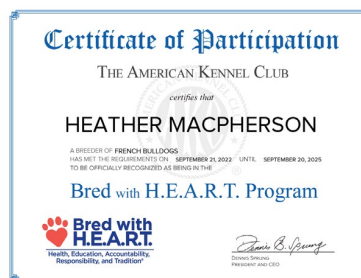 Certificate of Participation
THE AMERICAN KENNEL CLUB
certifies that
HEATHER MACPHERSON
A BREEDER OF FRENCH BULLDOGS
HAS MET THE REQUIREMENTS ON SEPTEMBER 21, 2022 UNTIL SEPTEMBER 20, 2025
TO BE OFFICIALLY RECOGNIZED AS BEING IN THE
Bred with H.E.A.R.T. Program
Bred with
H.E.A.R.T.
Health, Education, Accountability,
Responsibility, and Tradition®
Dennis B. Sprung
DENNIS SPRUNG
PRESIDENT AND CEO